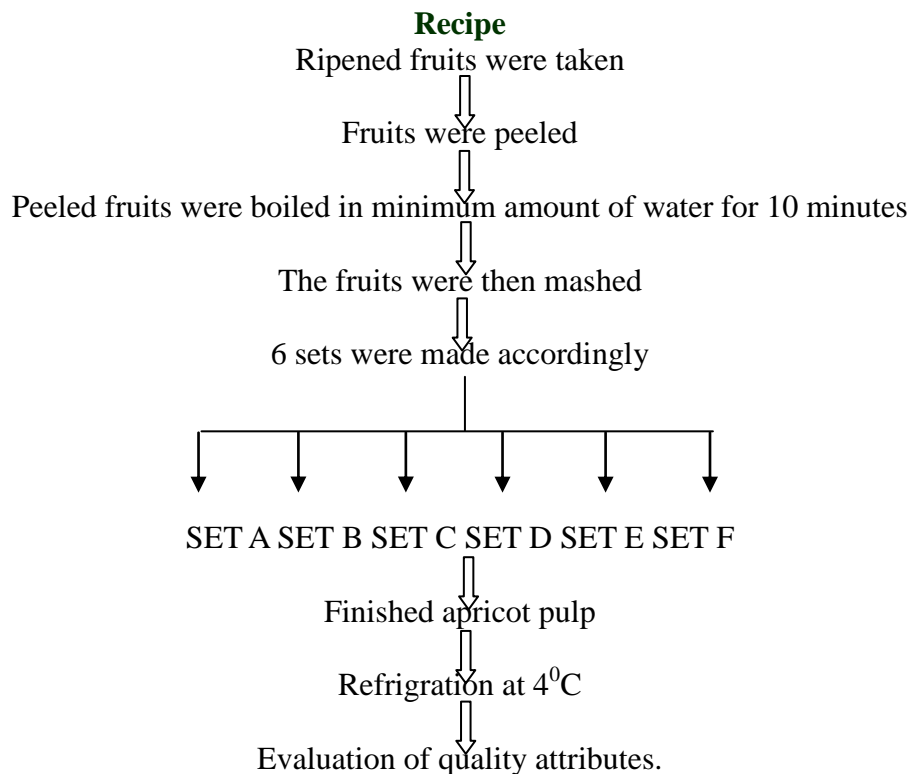 Recipe
Ripened fruits were taken
Fruits were peeled
Peeled fruits were boiled in minimum amount of water for 10 minutes
The fruits were then mashed
6 sets were made accordingly
SET A SET B SET C SET D SET E SET F
Finished apricot pulp
Refrigration at 4⁰C
Evaluation of quality attributes.